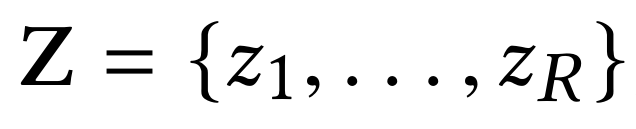 Z = {z₁, . . . , z_R}